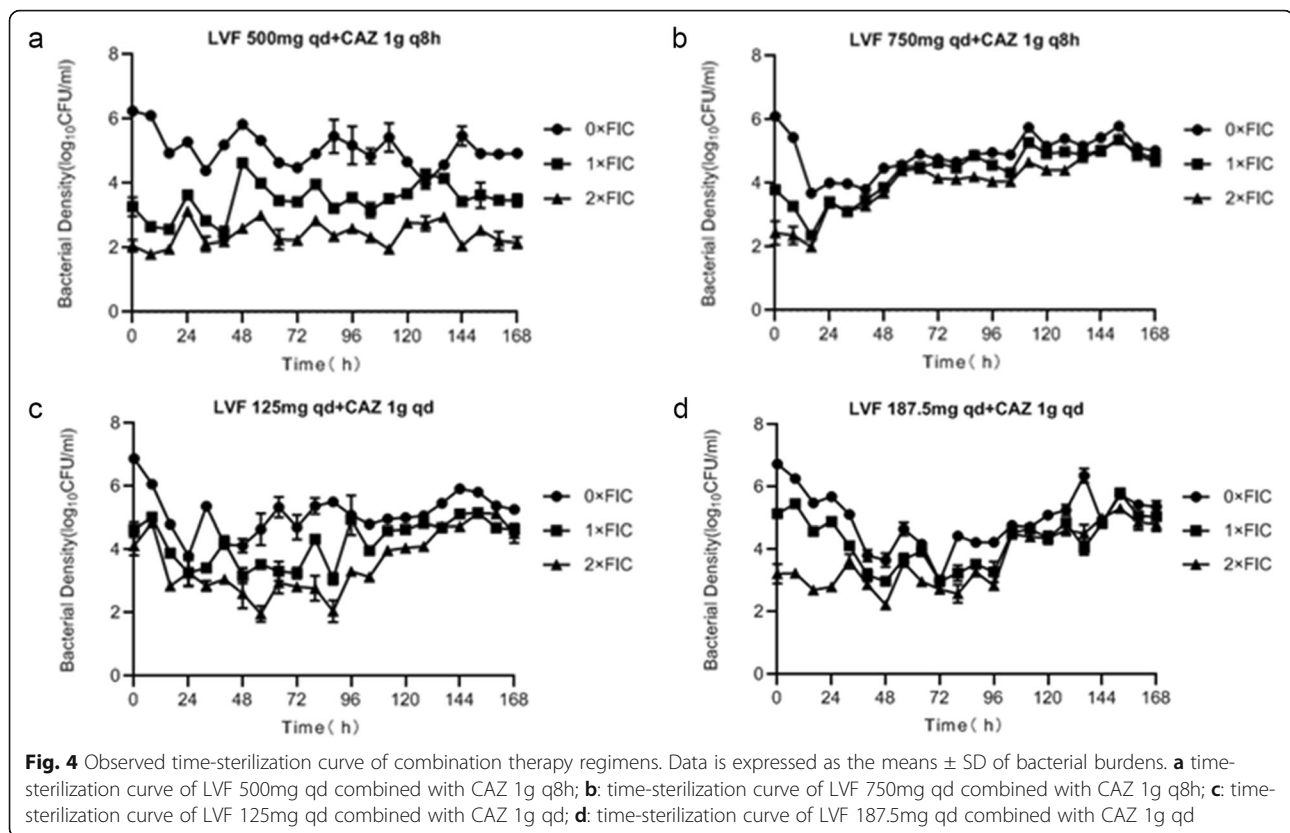 a
LVF 500mg qd+CAZ 1g q8h
8
6
4
2
0
Bacterial Density(log10CFU/ml)
0 24 48 72 96 120 144 168
Time( h)
0×FIC
1×FIC
2×FIC
b
LVF 750mg qd+CAZ 1g q8h
8
6
4
2
0
Bacterial Density(log10CFU/ml)
0 24 48 72 96 120 144 168
Time( h)
0×FIC
1×FIC
2×FIC
c
LVF 125mg qd+CAZ 1g qd
8
6
4
2
0
Bacterial Density(log10CFU/ml)
0 24 48 72 96 120 144 168
Time( h)
0×FIC
1×FIC
2×FIC
d
LVF 187.5mg qd+CAZ 1g qd
8
6
4
2
0
Bacterial Density(log10CFU/ml)
0 24 48 72 96 120 144 168
Time( h)
0×FIC
1×FIC
2×FIC
Fig. 4 Observed time-sterilization curve of combination therapy regimens. Data is expressed as the means ± SD of bacterial burdens. a time-
sterilization curve of LVF 500mg qd combined with CAZ 1g q8h; b: time-sterilization curve of LVF 750mg qd combined with CAZ 1g q8h; c: time-
sterilization curve of LVF 125mg qd combined with CAZ 1g qd; d: time-sterilization curve of LVF 187.5mg qd combined with CAZ 1g qd